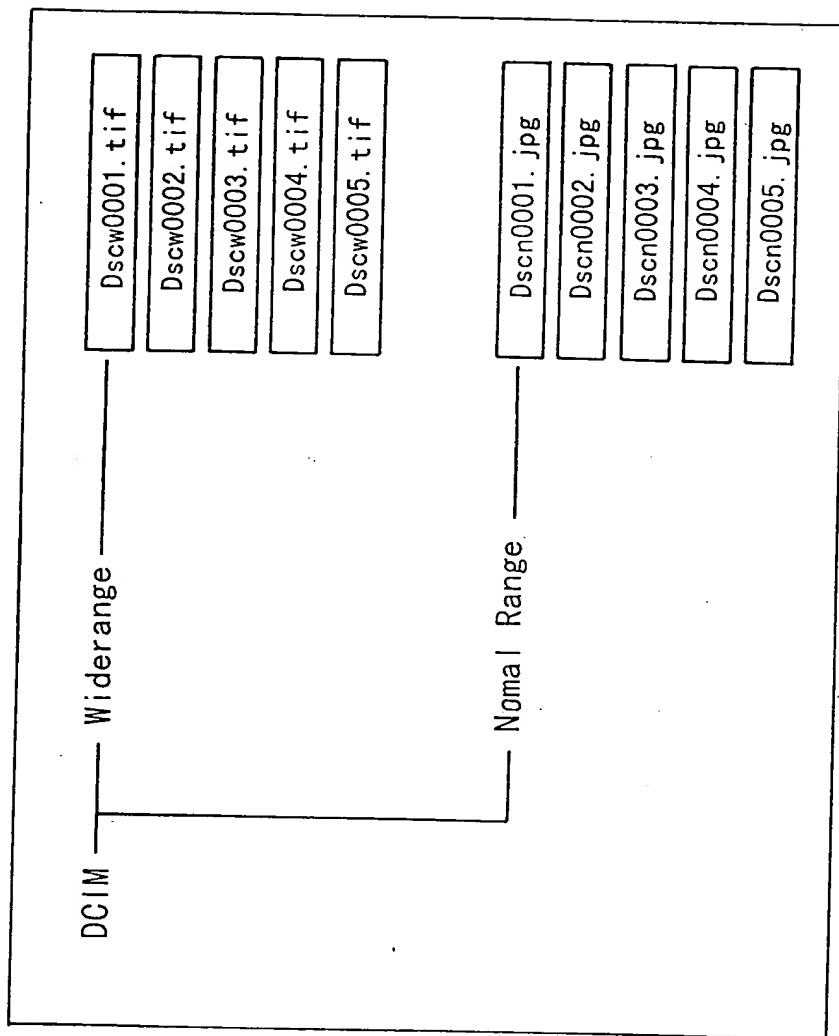 DCIM
Widerange
Dscw0001.tif
Dscw0002.tif
Dscw0003.tif
Dscw0004.tif
Dscw0005.tif
Nomal Range
Dscn0001.jpg
Dscn0002.jpg
Dscn0003.jpg
Dscn0004.jpg
Dscn0005.jpg